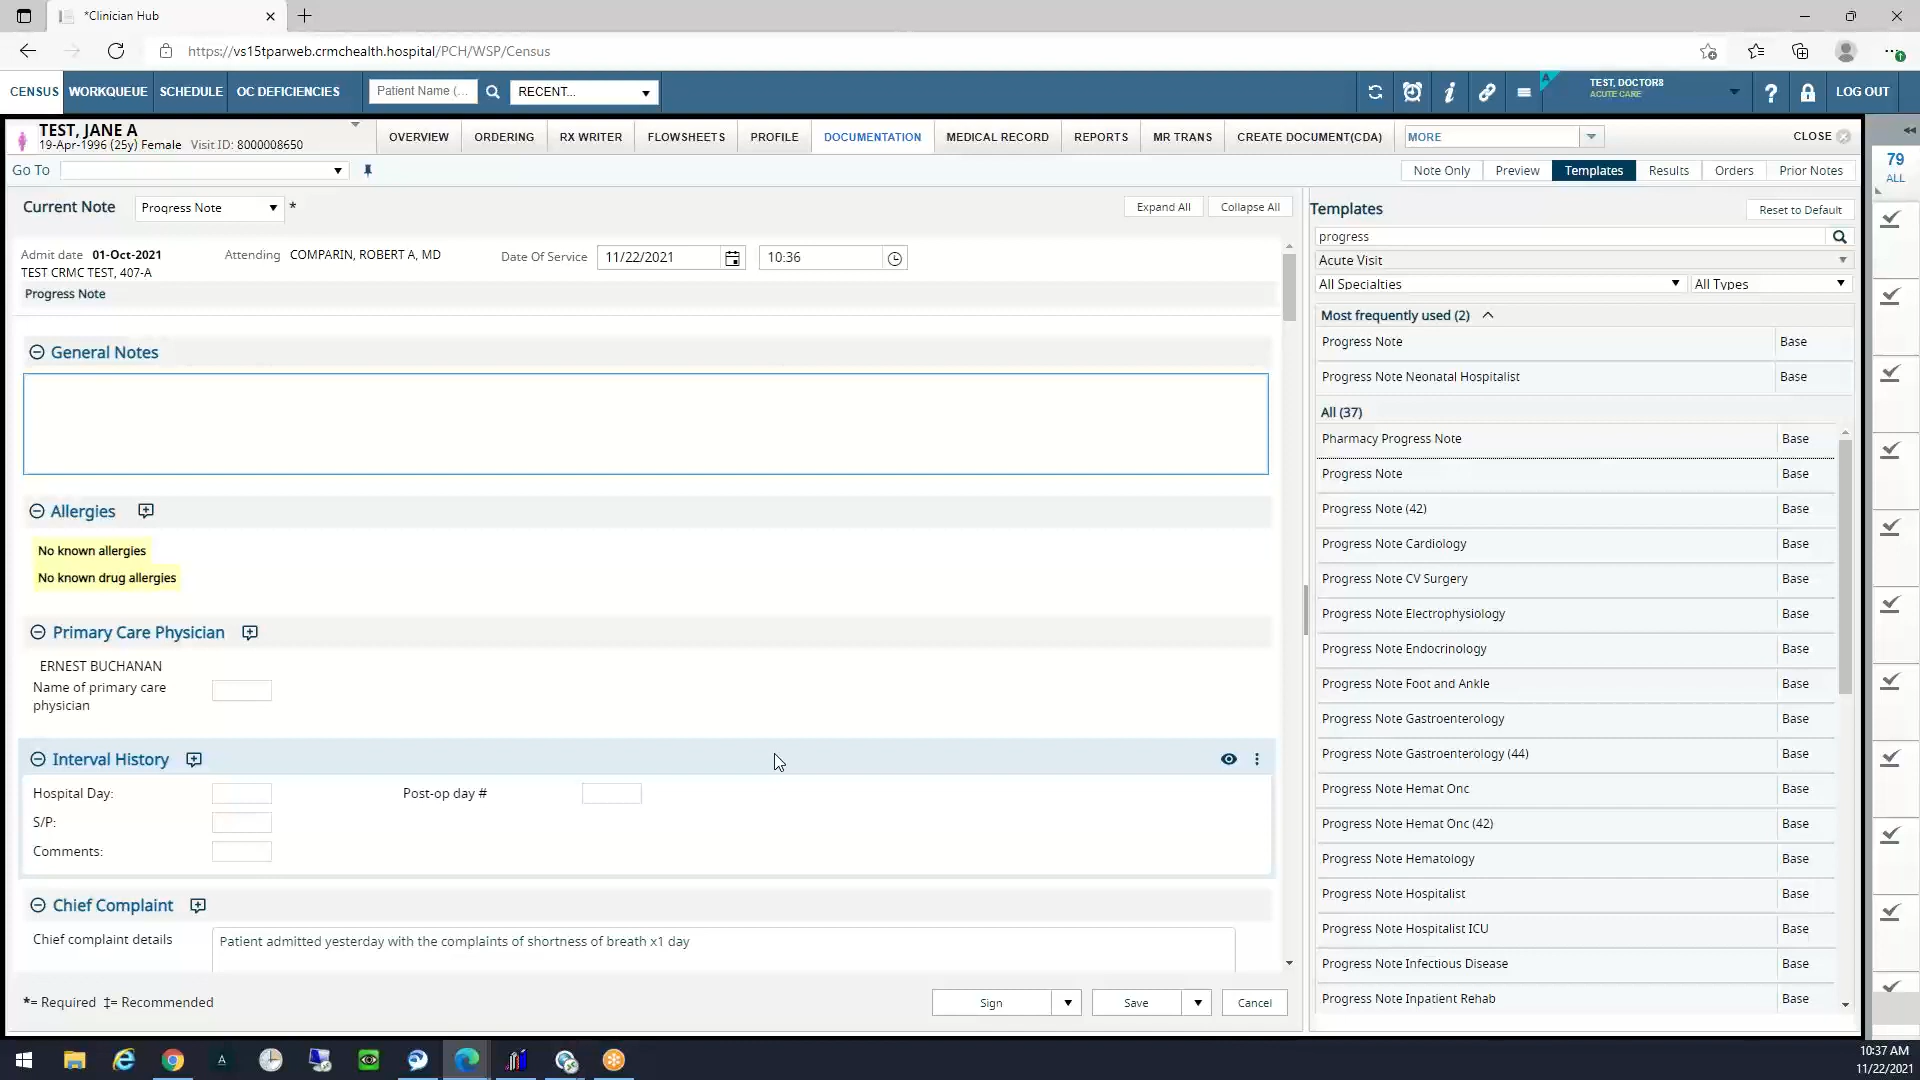 *Clinician Hub
https://vs15tparweb.crmchealth.hospital/PCH/WSP/Census
CENSUS WORKQUEUE SCHEDULE OC DEFICIENCIES Patient Name (... RECENT... TEST, DOCTOR8 ? LOG OUT
ACUTE CARE
TEST, JANE A
19-Apr-1996 (25y) Female Visit ID: 8000008650
OVERVIEW ORDERING RX WRITER FLOWSHEETS PROFILE DOCUMENTATION MEDICAL RECORD REPORTS MR TRANS CREATE DOCUMENT(CDA) MORE CLOSE
Go To Note Only Preview Templates Results Orders Prior Notes
79
ALL
Current Note Progress Note * Expand All Collapse All
Admit date 01-Oct-2021 Attending COMPARIN, ROBERT A, MD Date Of Service 11/22/2021 10:36
TEST CRMC TEST, 407-A
Progress Note
General Notes
Allergies
No known allergies
No known drug allergies
Primary Care Physician
ERNEST BUCHANAN
Name of primary care
physician
Interval History
Hospital Day: Post-op day #
S/P:
Comments:
Chief Complaint
Chief complaint details Patient admitted yesterday with the complaints of shortness of breath x1 day
*= Required ‡= Recommended Sign Save Cancel
Templates Reset to Default
progress
Acute Visit
All Specialties All Types
Most frequently used (2)
Progress Note Base
Progress Note Neonatal Hospitalist Base
All (37)
Pharmacy Progress Note Base
Progress Note Base
Progress Note (42) Base
Progress Note Cardiology Base
Progress Note CV Surgery Base
Progress Note Electrophysiology Base
Progress Note Endocrinology Base
Progress Note Foot and Ankle Base
Progress Note Gastroenterology Base
Progress Note Gastroenterology (44) Base
Progress Note Hemat Onc Base
Progress Note Hemat Onc (42) Base
Progress Note Hematology Base
Progress Note Hospitalist Base
Progress Note Hospitalist ICU Base
Progress Note Infectious Disease Base
Progress Note Inpatient Rehab Base
10:37 AM
11/22/2021